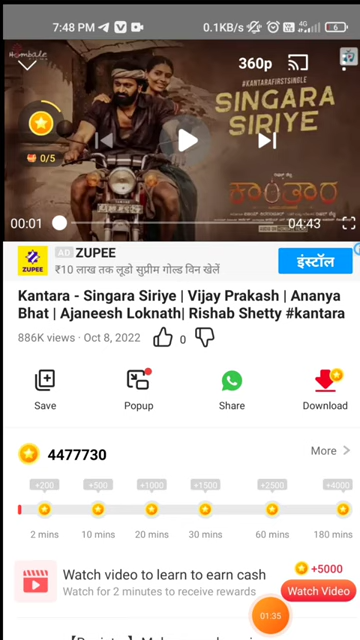 7:48 PM
0.1KB/s
4G
6
Hombale
360p
#KANTARAFIRSTSINGLE
SINGARA
SIRIYE
0/5
ಕಾಂತಾರ
00:01
04:43
ZUPEE
AD ZUPEE
₹10 लाख तक लूडो सुप्रीम गोल्ड विन खेलें
इंस्टॉल
Kantara - Singara Siriye | Vijay Prakash | Ananya
Bhat | Ajaneesh Loknath| Rishab Shetty #kantara
886K views · Oct 8, 2022
0
Save
Popup
Share
Download
4477730
More
+200
+500
+1000
+1500
+2500
+4000
2 mins
10 mins
20 mins
30 mins
60 mins
180 mins
Watch video to learn to earn cash
Watch for 2 minutes to receive rewards
+5000
Watch Video
01:35